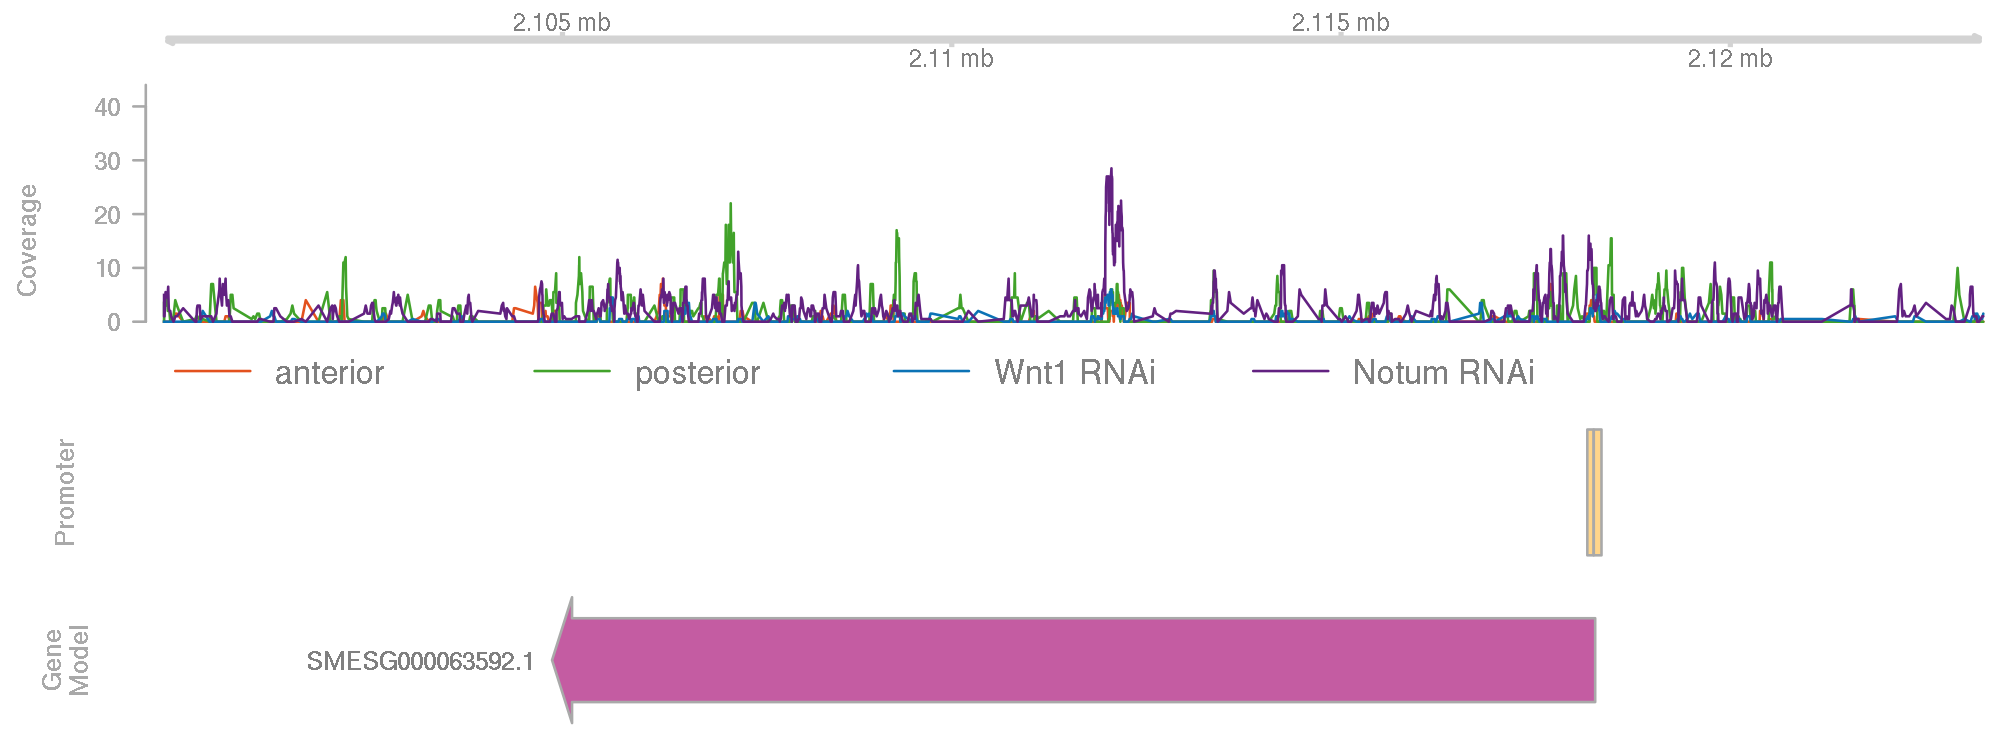 2.105 mb
2.115 mb
2.11 mb
2.12 mb
Coverage
40
30
20
10
0
anterior
posterior
Wnt1 RNAi
Notum RNAi
Promoter
Gene
Model
SMESG000063592.1